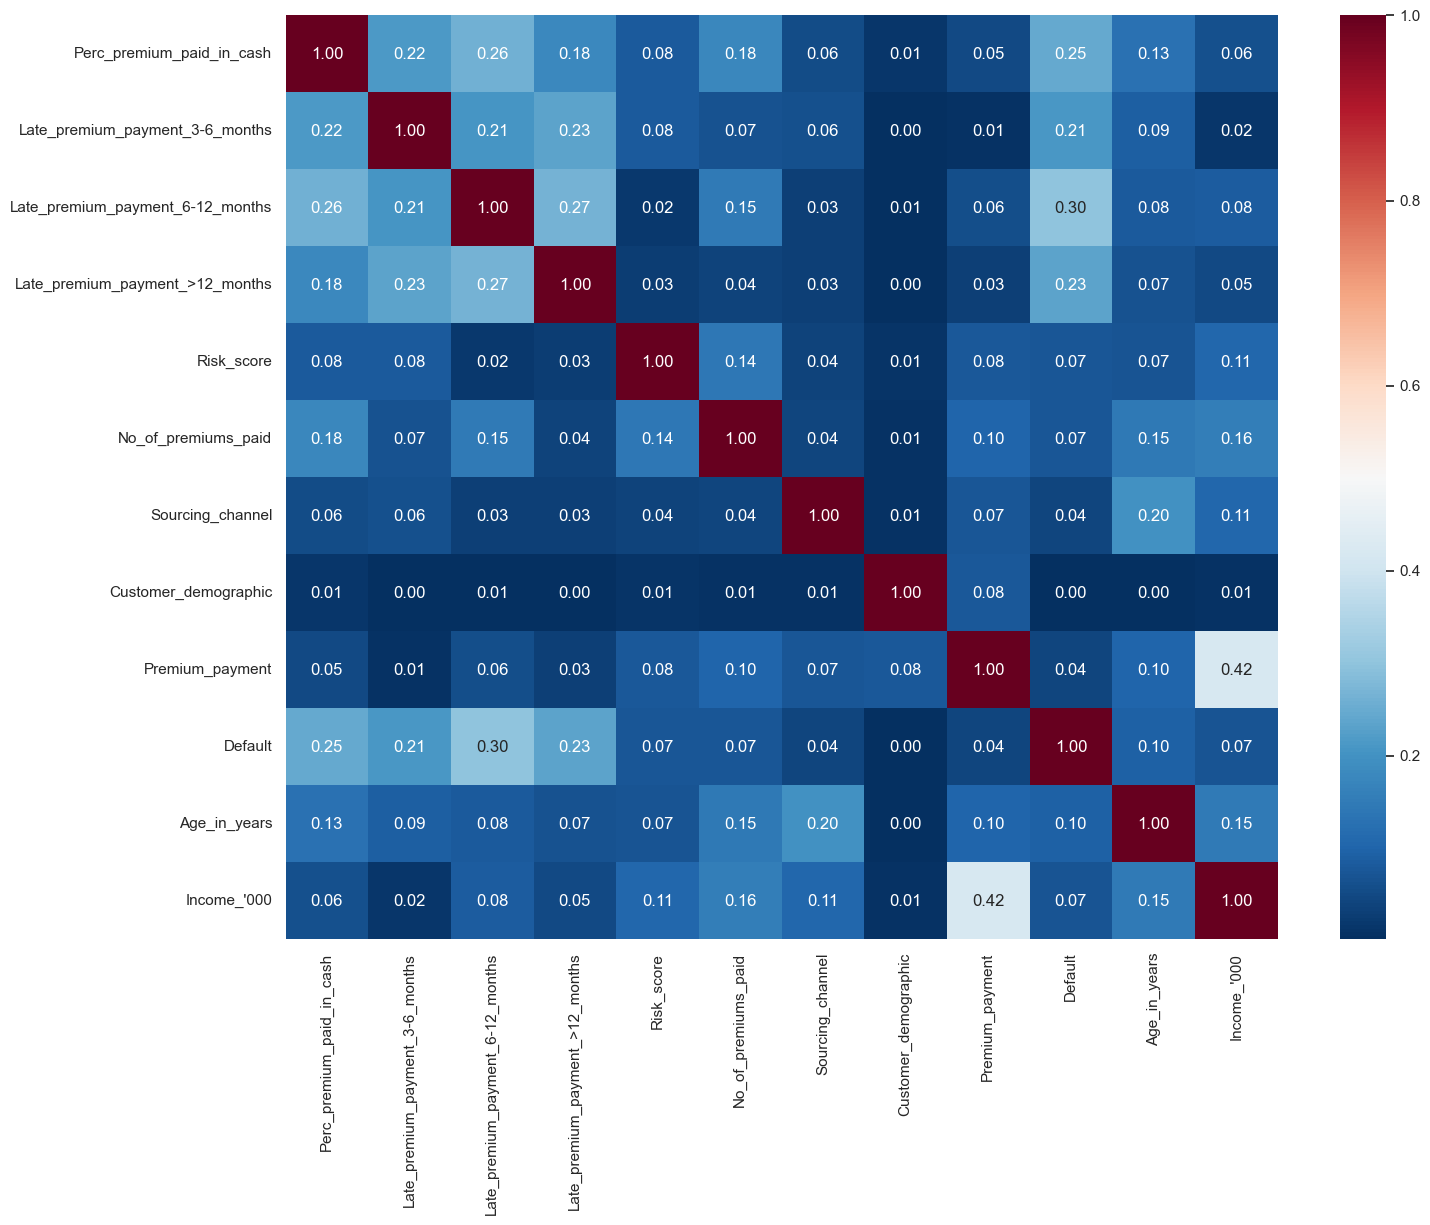 Perc_premium_paid_in_cash 1.00 0.22 0.26 0.18 0.08 0.18 0.06 0.01 0.05 0.25 0.13 0.06
Late_premium_payment_3-6_months 0.22 1.00 0.21 0.23 0.08 0.07 0.06 0.00 0.01 0.21 0.09 0.02
Late_premium_payment_6-12_months 0.26 0.21 1.00 0.27 0.02 0.15 0.03 0.01 0.06 0.30 0.08 0.08
Late_premium_payment_>12_months 0.18 0.23 0.27 1.00 0.03 0.04 0.03 0.00 0.03 0.23 0.07 0.05
Risk_score 0.08 0.08 0.02 0.03 1.00 0.14 0.04 0.01 0.08 0.07 0.07 0.11
No_of_premiums_paid 0.18 0.07 0.15 0.04 0.14 1.00 0.04 0.01 0.10 0.07 0.15 0.16
Sourcing_channel 0.06 0.06 0.03 0.03 0.04 0.04 1.00 0.01 0.07 0.04 0.20 0.11
Customer_demographic 0.01 0.00 0.01 0.00 0.01 0.01 0.01 1.00 0.08 0.00 0.00 0.01
Premium_payment 0.05 0.01 0.06 0.03 0.08 0.10 0.07 0.08 1.00 0.04 0.10 0.42
Default 0.25 0.21 0.30 0.23 0.07 0.07 0.04 0.00 0.04 1.00 0.10 0.07
Age_in_years 0.13 0.09 0.08 0.07 0.07 0.15 0.20 0.00 0.10 0.10 1.00 0.15
Income_'000 0.06 0.02 0.08 0.05 0.11 0.16 0.11 0.01 0.42 0.07 0.15 1.00
Perc_premium_paid_in_cash
Late_premium_payment_3-6_months
Late_premium_payment_6-12_months
Late_premium_payment_>12_months
Risk_score
No_of_premiums_paid
Sourcing_channel
Customer_demographic
Premium_payment
Default
Age_in_years
Income_'000
1.0
0.8
0.6
0.4
0.2